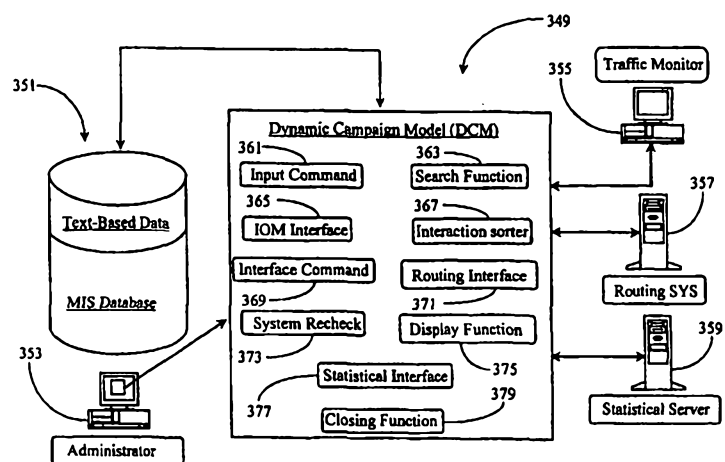 349
Traffic Monitor
355
351
Dynamic Campaign Model (DCM)
361
Input Command
363
Search Function
Text-Based Data
365
IOM Interface
367
Interaction sorter
357
MIS Database
Interface Command
369
Routing Interface
371
Routing SYS
System Recheck
373
Display Function
375
359
353
Statistical Interface
377
379
Closing Function
Statistical Server
Administrator